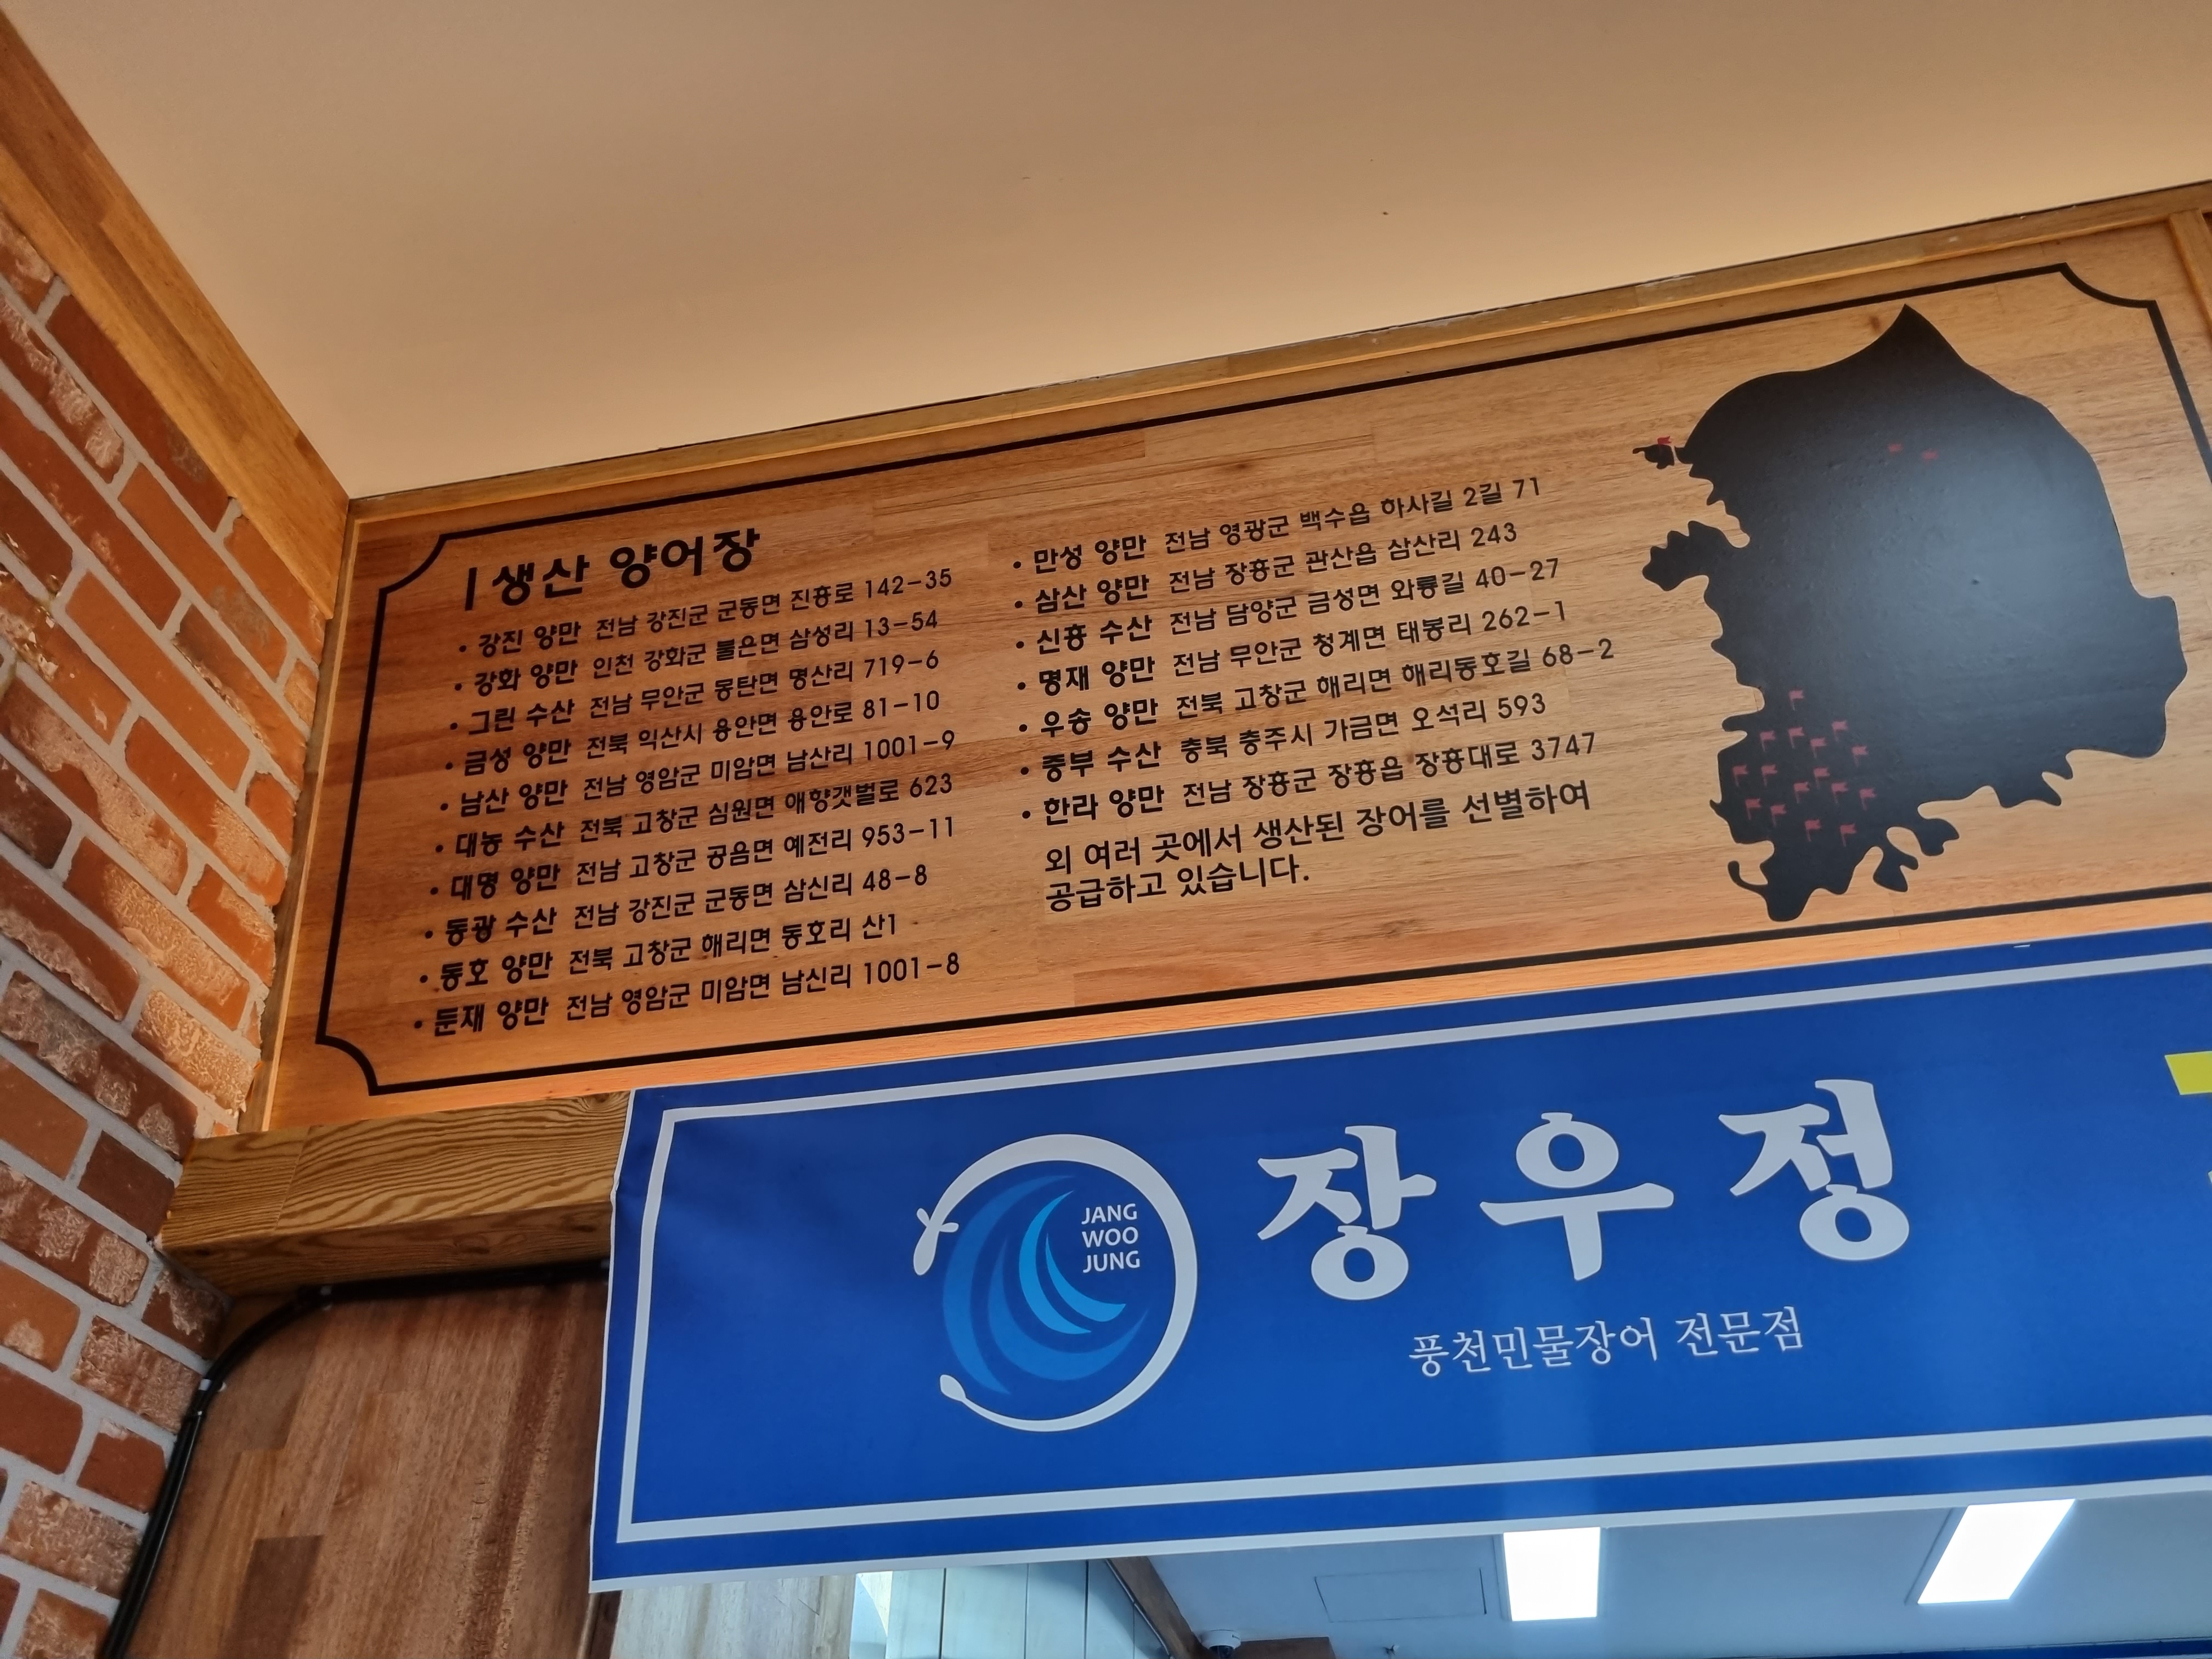 생산 양어장
· 강진 양만 전남 강진군 군동면 진흥로 142-35
· 강화 양만 인천 강화군 불은면 삼성리 13-54
· 그린 수산 전남 무안군 몽탄면 명산리 719-6
· 금성 양만 전북 익산시 용안면 용안로 81-10
· 남산 양만 전남 영암군 미암면 남산리 1001-9
· 대농 수산 전북 고창군 심원면 애향갯벌로 623
· 대명 양만 전남 고창군 공음면 예전리 953-11
· 동광 수산 전남 강진군 군동면 삼신리 48-8
· 동호 양만 전북 고창군 해리면 동호리 산1
· 둔재 양만 전남 영암군 미암면 남신리 1001-8
· 만성 양만 전남 영광군 백수읍 하사길 2길 71
· 삼산 양만 전남 장흥군 관산읍 삼산리 243
· 신흥 수산 전남 담양군 금성면 와룡길 40-27
· 명재 양만 전남 무안군 청계면 태봉리 262-1
· 우송 양만 전북 고창군 해리면 해리동호길 68-2
· 중부 수산 충북 충주시 가금면 오석리 593
· 한라 양만 전남 장흥군 장흥읍 장흥대로 3747
외 여러 곳에서 생산된 장어를 선별하여
공급하고 있습니다.
JANG
WOO
JUNG
장우정
풍천민물장어 전문점